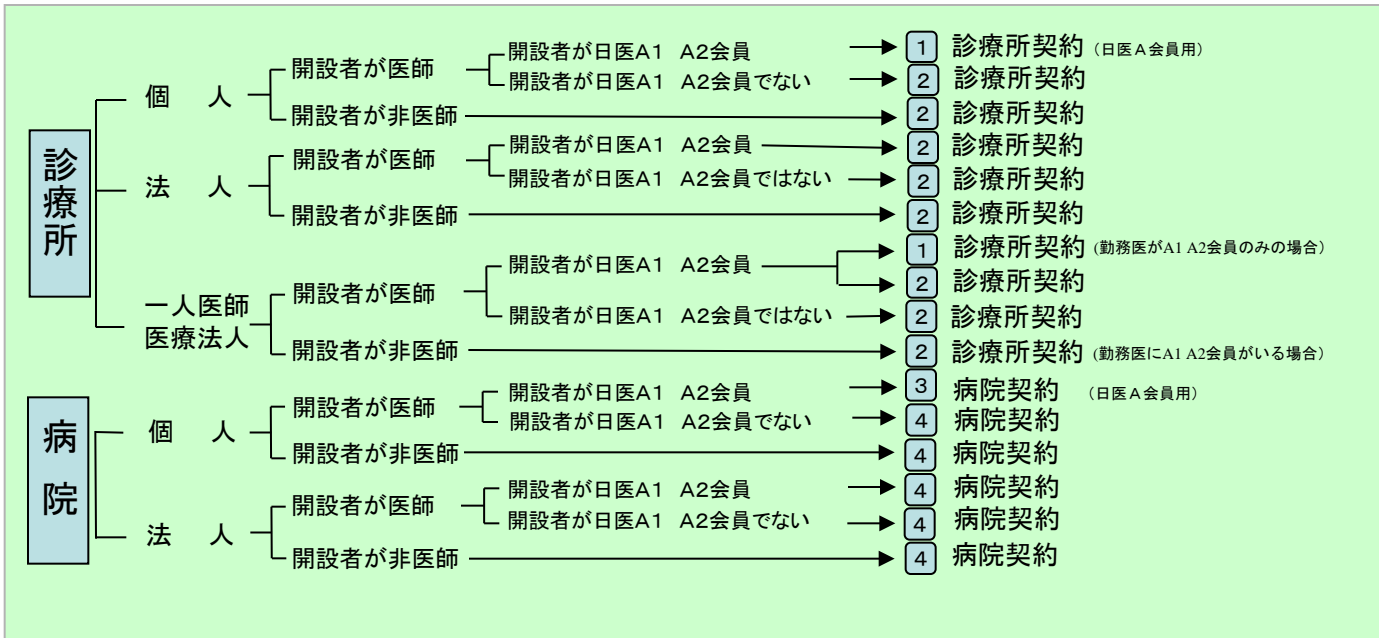 診療所
個 人
開設者が医師
開設者が日医A1 A2会員
1 診療所契約 (日医A会員用)
開設者が日医A1 A2会員でない
2 診療所契約
開設者が非医師
2 診療所契約
法 人
開設者が医師
開設者が日医A1 A2会員
2 診療所契約
開設者が日医A1 A2会員ではない
2 診療所契約
開設者が非医師
2 診療所契約
一人医師
医療法人
開設者が医師
開設者が日医A1 A2会員
1 診療所契約 (勤務医がA1 A2会員のみの場合)
2 診療所契約
開設者が日医A1 A2会員ではない
2 診療所契約
開設者が非医師
2 診療所契約 (勤務医にA1 A2会員がいる場合)
病院
個 人
開設者が医師
開設者が日医A1 A2会員
3 病院契約 (日医A会員用)
開設者が日医A1 A2会員でない
4 病院契約
開設者が非医師
4 病院契約
法 人
開設者が医師
開設者が日医A1 A2会員
4 病院契約
開設者が日医A1 A2会員でない
4 病院契約
開設者が非医師
4 病院契約